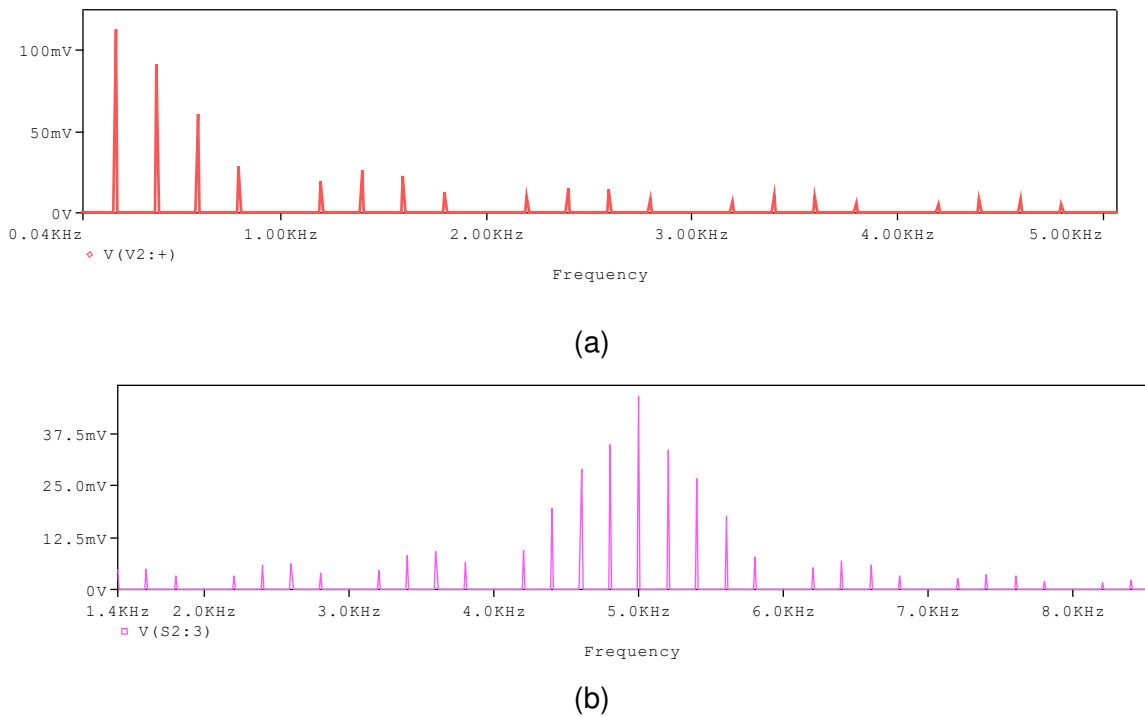 100mV
50mV
0V
0.04KHz 1.00KHz 2.00KHz 3.00KHz 4.00KHz 5.00KHz
V(V2:+)
Frequency
(a)
37.5mV
25.0mV
12.5mV
0V
1.4KHz 2.0KHz 3.0KHz 4.0KHz 5.0KHz 6.0KHz 7.0KHz 8.0KHz
V(S2:3)
Frequency
(b)